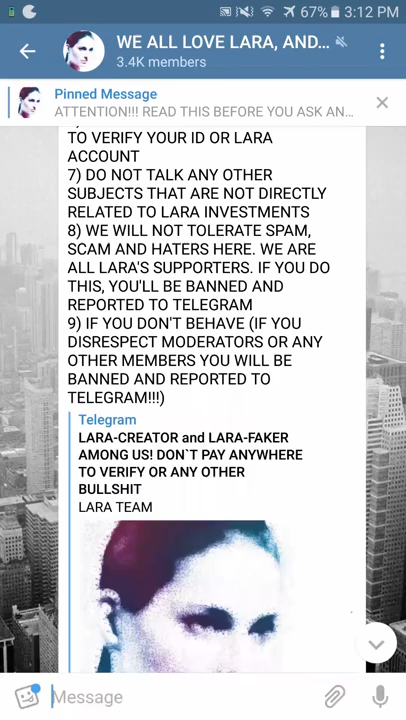 67% 3:12 PM
WE ALL LOVE LARA, AND...
3.4K members
Pinned Message
ATTENTION!!! READ THIS BEFORE YOU ASK AN...
TO VERIFY YOUR ID OR LARA
ACCOUNT
7) DO NOT TALK ANY OTHER
SUBJECTS THAT ARE NOT DIRECTLY
RELATED TO LARA INVESTMENTS
8) WE WILL NOT TOLERATE SPAM,
SCAM AND HATERS HERE. WE ARE
ALL LARA'S SUPPORTERS. IF YOU DO
THIS, YOU'LL BE BANNED AND
REPORTED TO TELEGRAM
9) IF YOU DON'T BEHAVE (IF YOU
DISRESPECT MODERATORS OR ANY
OTHER MEMBERS YOU WILL BE
BANNED AND REPORTED TO
TELEGRAM!!!)
Telegram
LARA-CREATOR and LARA-FAKER
AMONG US! DON`T PAY ANYWHERE
TO VERIFY OR ANY OTHER
BULLSHIT
LARA TEAM
Message